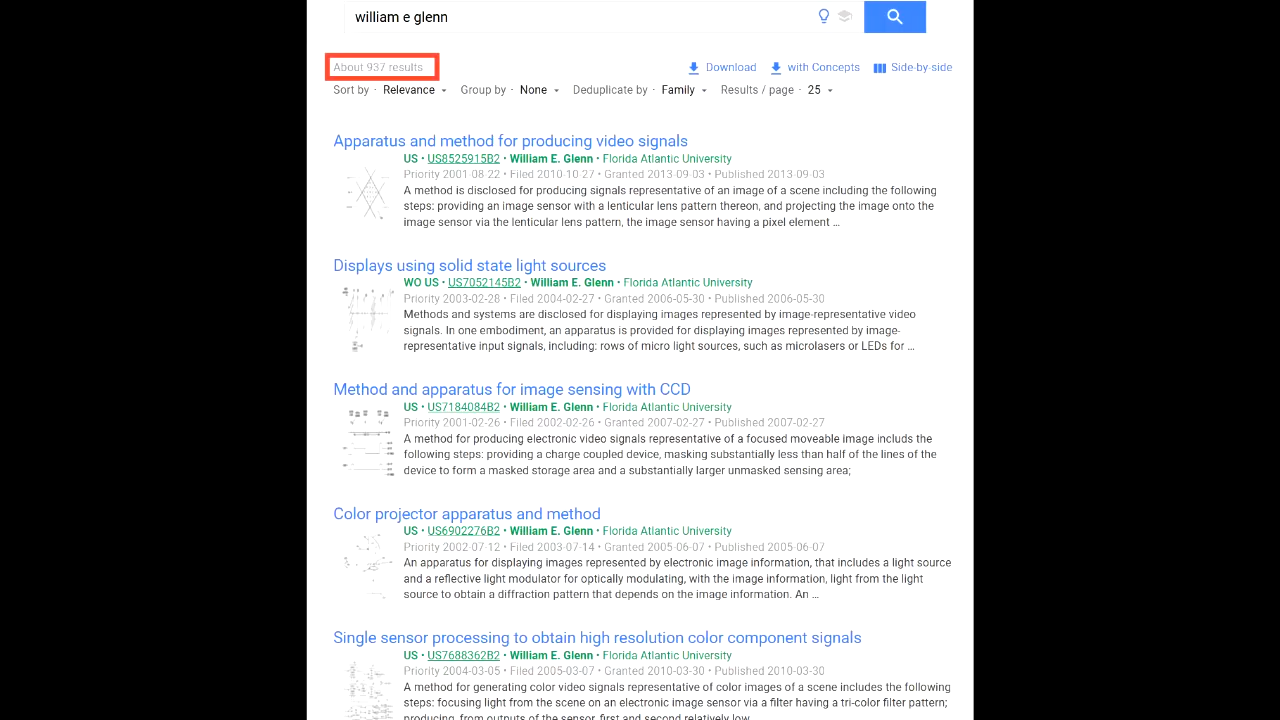 william e glenn
About 937 results
Download with Concepts Side-by-side
Sort by · Relevance Group by · None Deduplicate by · Family Results / page · 25
Apparatus and method for producing video signals
US • US8525915B2 • William E. Glenn • Florida Atlantic University
Priority 2001-08-22 • Filed 2010-10-27 • Granted 2013-09-03 • Published 2013-09-03
A method is disclosed for producing signals representative of an image of a scene including the following
steps: providing an image sensor with a lenticular lens pattern thereon, and projecting the image onto the
image sensor via the lenticular lens pattern, the image sensor having a pixel element ...
Displays using solid state light sources
WO US • US7052145B2 • William E. Glenn • Florida Atlantic University
Priority 2003-02-28 • Filed 2004-02-27 • Granted 2006-05-30 • Published 2006-05-30
Methods and systems are disclosed for displaying images represented by image-representative video
signals. In one embodiment, an apparatus is provided for displaying images represented by image-
representative input signals, including: rows of micro light sources, such as microlasers or LEDs for ...
Method and apparatus for image sensing with CCD
US • US7184084B2 • William E. Glenn • Florida Atlantic University
Priority 2001-02-26 • Filed 2002-02-26 • Granted 2007-02-27 • Published 2007-02-27
A method for producing electronic video signals representative of a focused moveable image includs the
following steps: providing a charge coupled device, masking substantially less than half of the lines of the
device to form a masked storage area and a substantially larger unmasked sensing area;
Color projector apparatus and method
US • US6902276B2 • William E. Glenn • Florida Atlantic University
Priority 2002-07-12 • Filed 2003-07-14 • Granted 2005-06-07 • Published 2005-06-07
An apparatus for displaying images represented by electronic image information, that includes a light source
and a reflective light modulator for optically modulating, with the image information, light from the light
source to obtain a diffraction pattern that depends on the image information. An ...
Single sensor processing to obtain high resolution color component signals
US • US7688362B2 • William E. Glenn • Florida Atlantic University
Priority 2004-03-05 • Filed 2005-03-07 • Granted 2010-03-30 • Published 2010-03-30
A method for generating color video signals representative of color images of a scene includes the following
steps: focusing light from the scene on an electronic image sensor via a filter having a tri-color filter pattern;
producing, from outputs of the sensor, first and second relatively low